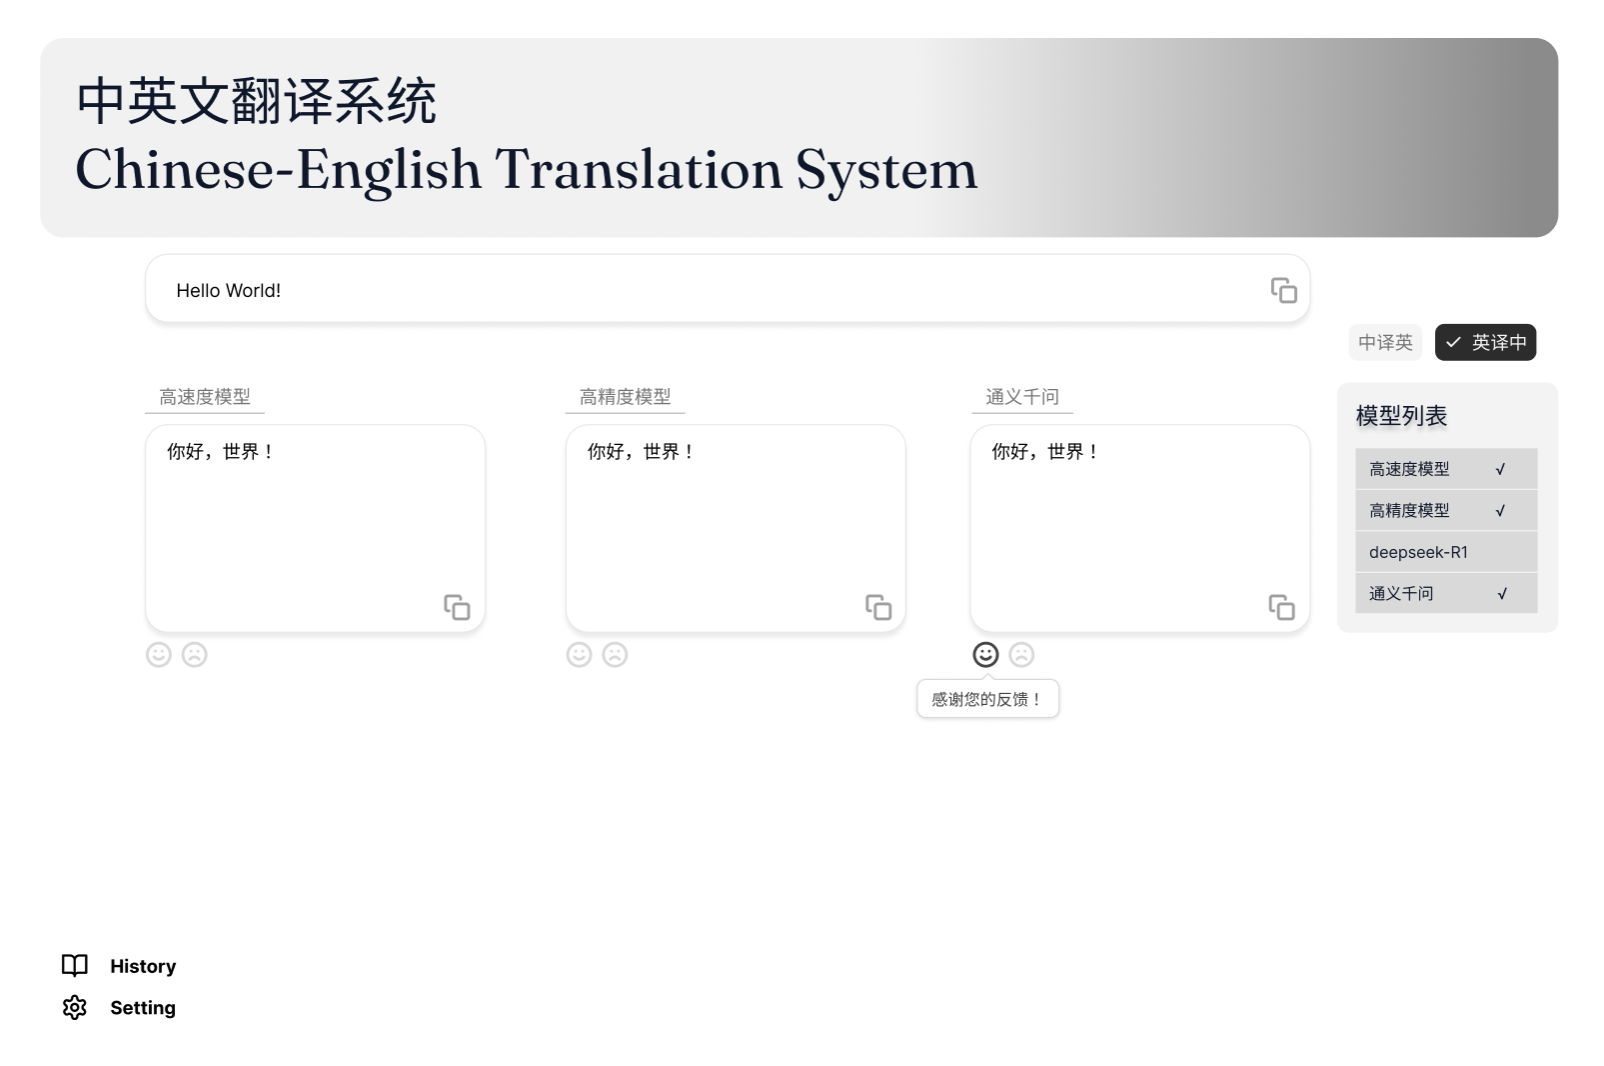 中英文翻译系统
Chinese-English Translation System
Hello World!
中译英
✓ 英译中
高速度模型
高精度模型
通义千问
你好，世界！
你好，世界！
你好，世界！
模型列表
高速度模型 √
高精度模型 √
deepseek-R1
通义千问 √
感谢您的反馈！
History
Setting